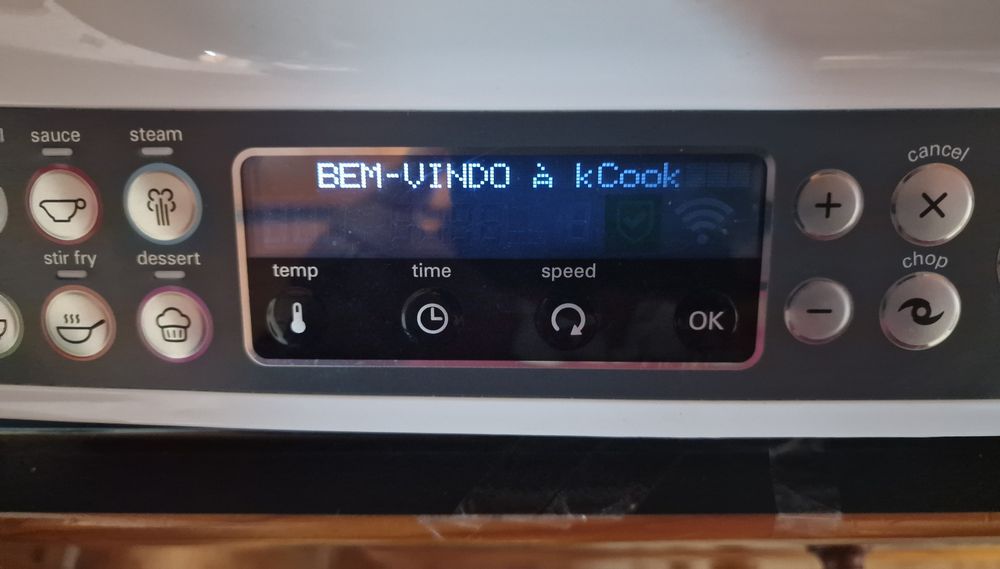 sauce
steam
BEM-VINDO À kCook
cancel
stir fry
dessert
temp
time
speed
chop
OK